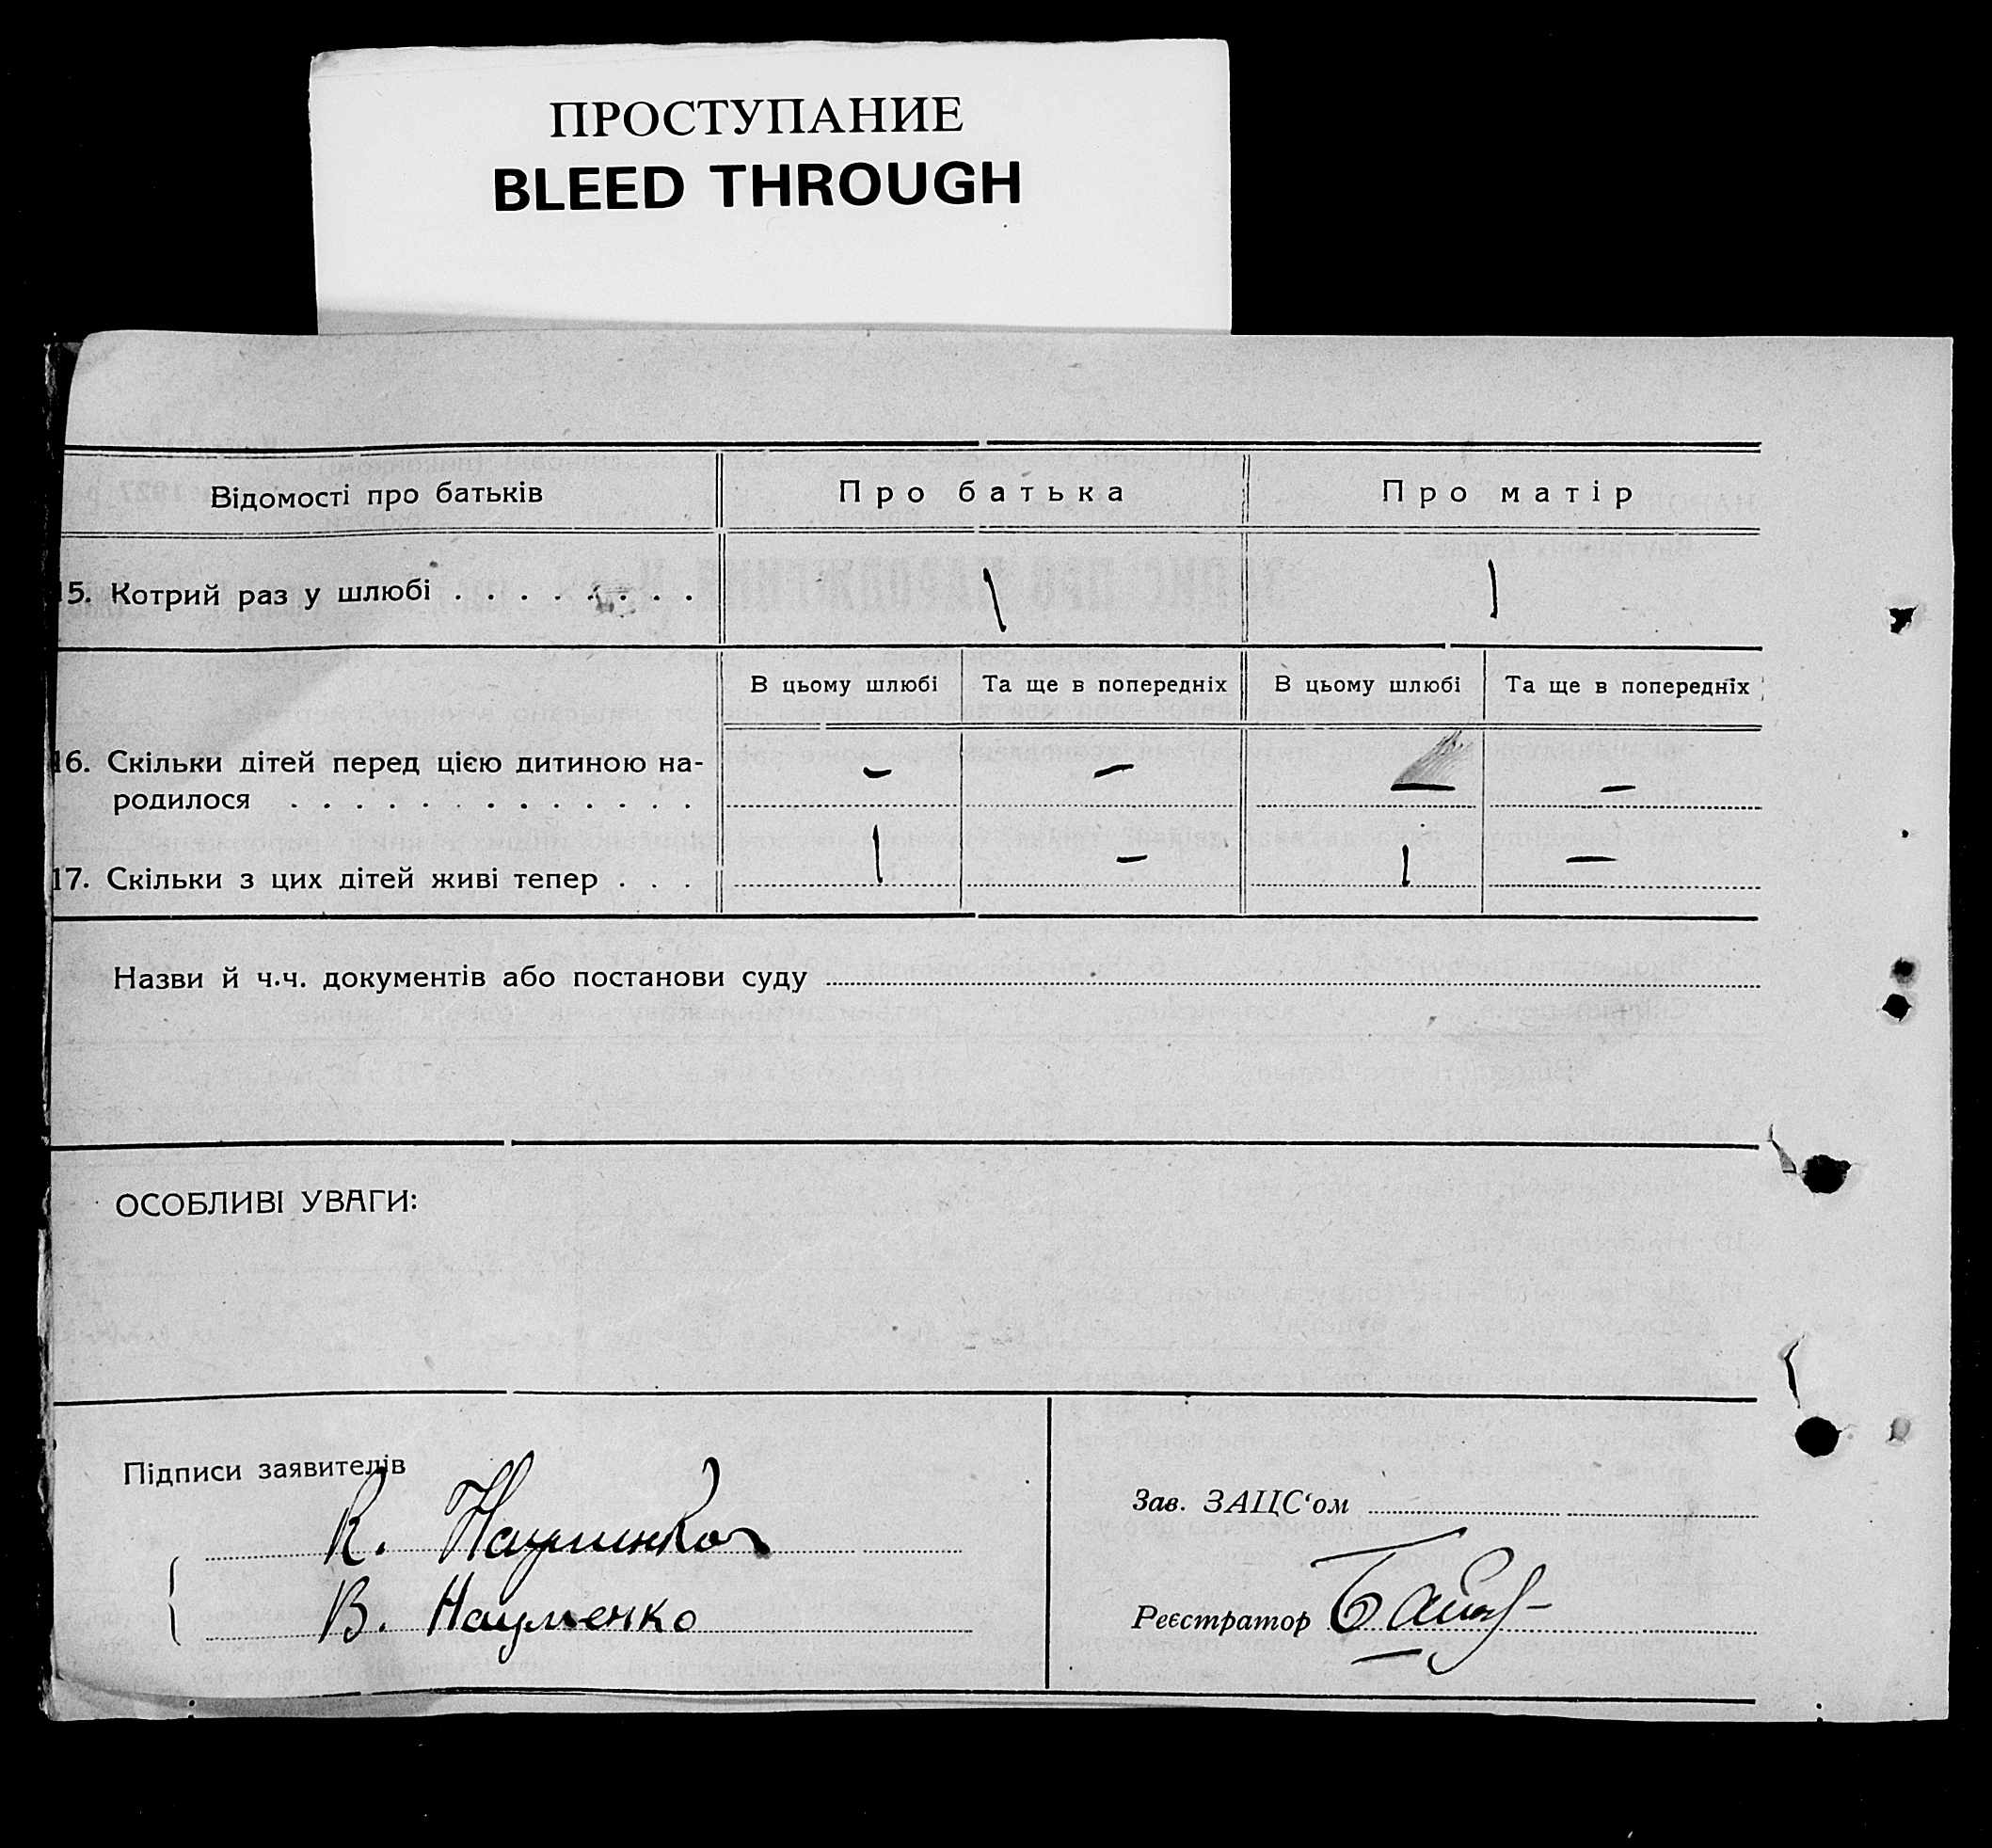 ПРОСТУПАНИЕ
BLEED THROUGH
Відомості про батьків Про батька Про матір
15. Котрий раз у шлюбі . . . . . . . . 1 1
В цьому шлюбі Та ще в попередніх В цьому шлюбі Та ще в попередніх
16. Скільки дітей перед цією дитиною на-
родилося . . . . . . . . . . . . . — — — —
17. Скільки з цих дітей живі тепер . . . 1 — 1 —
Назви й ч.ч. документів або постанови суду
ОСОБЛИВІ УВАГИ:
Підписи заявителів
К. Науменко
В. Науменко
Зав. ЗАЦС‘ом
Реєстратор